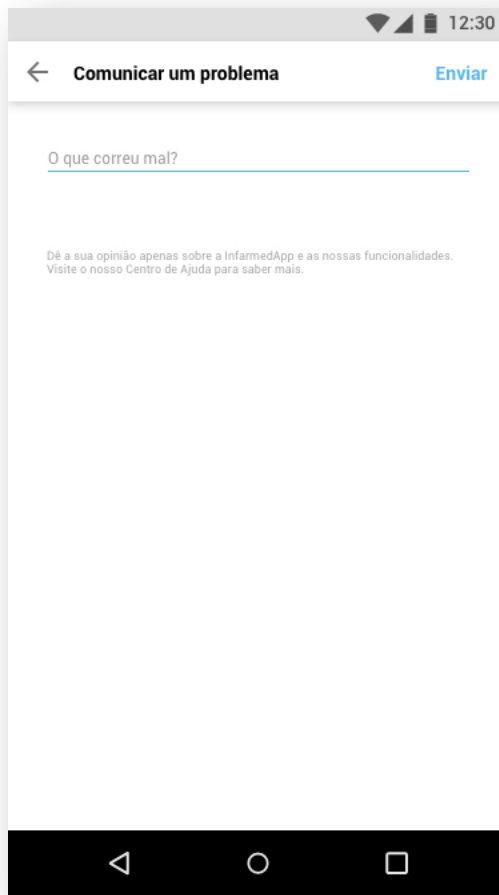 12:30
Comunicar um problema
Enviar
O que correu mal?
Dê a sua opinião apenas sobre a InfarmedApp e as nossas funcionalidades.
Visite o nosso Centro de Ajuda para saber mais.